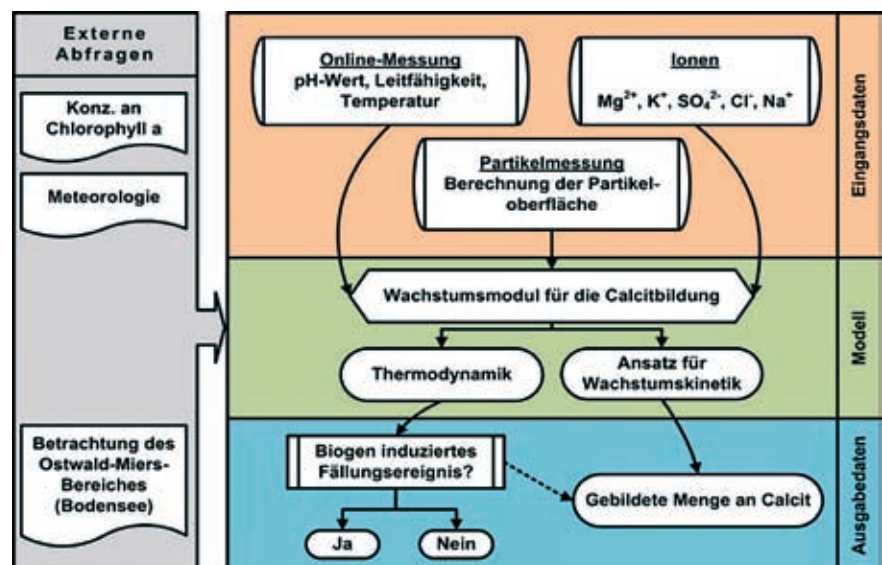 Externe
Abfragen
Konz. an
Chlorophyll a
Meteorologie
Betrachtung des
Ostwald-Miers-
Bereiches
(Bodensee)
Online-Messung
pH-Wert, Leitfähigkeit,
Temperatur
Ionen
Mg²⁺, K⁺, SO₄²⁻, Cl⁻, Na⁺
Partikelmessung
Berechnung der Partikel-
oberfläche
Eingangsdaten
Wachstumsmodul für die Calcitbildung
Thermodynamik
Ansatz für
Wachstumskinetik
Modell
Biogen induziertes
Fällungsereignis?
Gebildete Menge an Calcit
Ja
Nein
Ausgabedaten